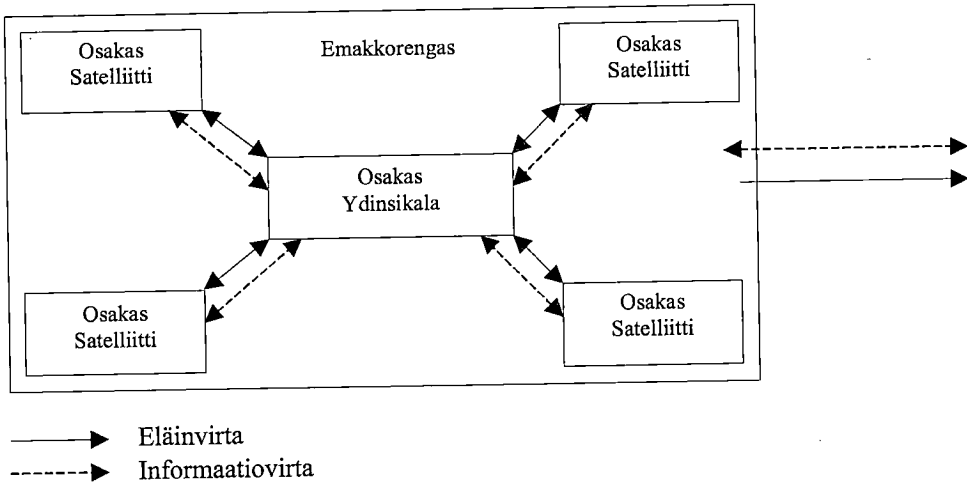 Osakas
Satelliitti
Emakkorengas
Osakas
Satelliitti
Osakas
Ydinsikala
Osakas
Satelliitti
Osakas
Satelliitti
Eläinvirta
Informaatiovirta